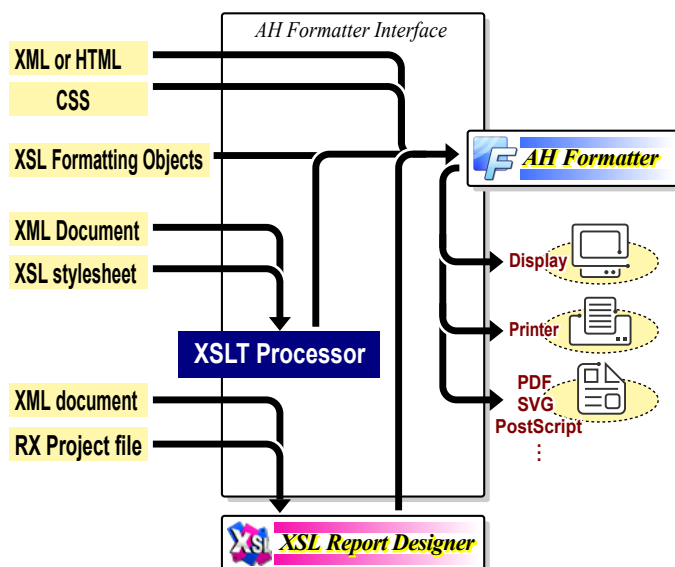 AH Formatter Interface
XML or HTML
CSS
XSL Formatting Objects
AH Formatter
XML Document
XSL stylesheet
Display
XSLT Processor
Printer
PDF
SVG
PostScript
⋮
XML document
RX Project file
XSL
XSL Report Designer